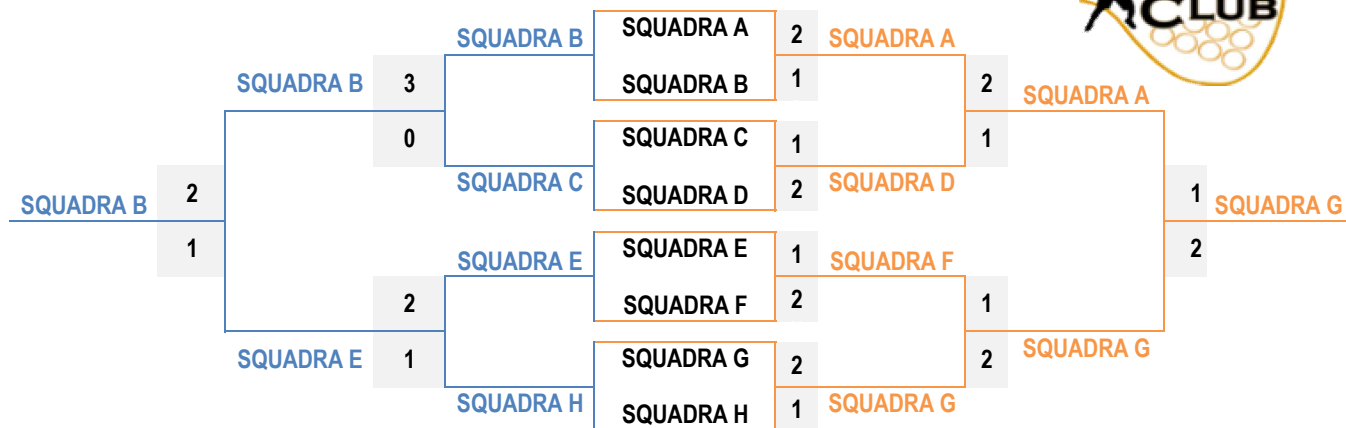 CLUB
SQUADRA B SQUADRA A 2 SQUADRA A
SQUADRA B 3 SQUADRA B 1 2 SQUADRA A
0 SQUADRA C 1 1
SQUADRA B 2 SQUADRA C SQUADRA D 2 SQUADRA D 1 SQUADRA G
1 SQUADRA E SQUADRA E 1 SQUADRA F 2
2 SQUADRA F 2 1
SQUADRA E 1 SQUADRA G 2 2 SQUADRA G
SQUADRA H SQUADRA H 1 SQUADRA G